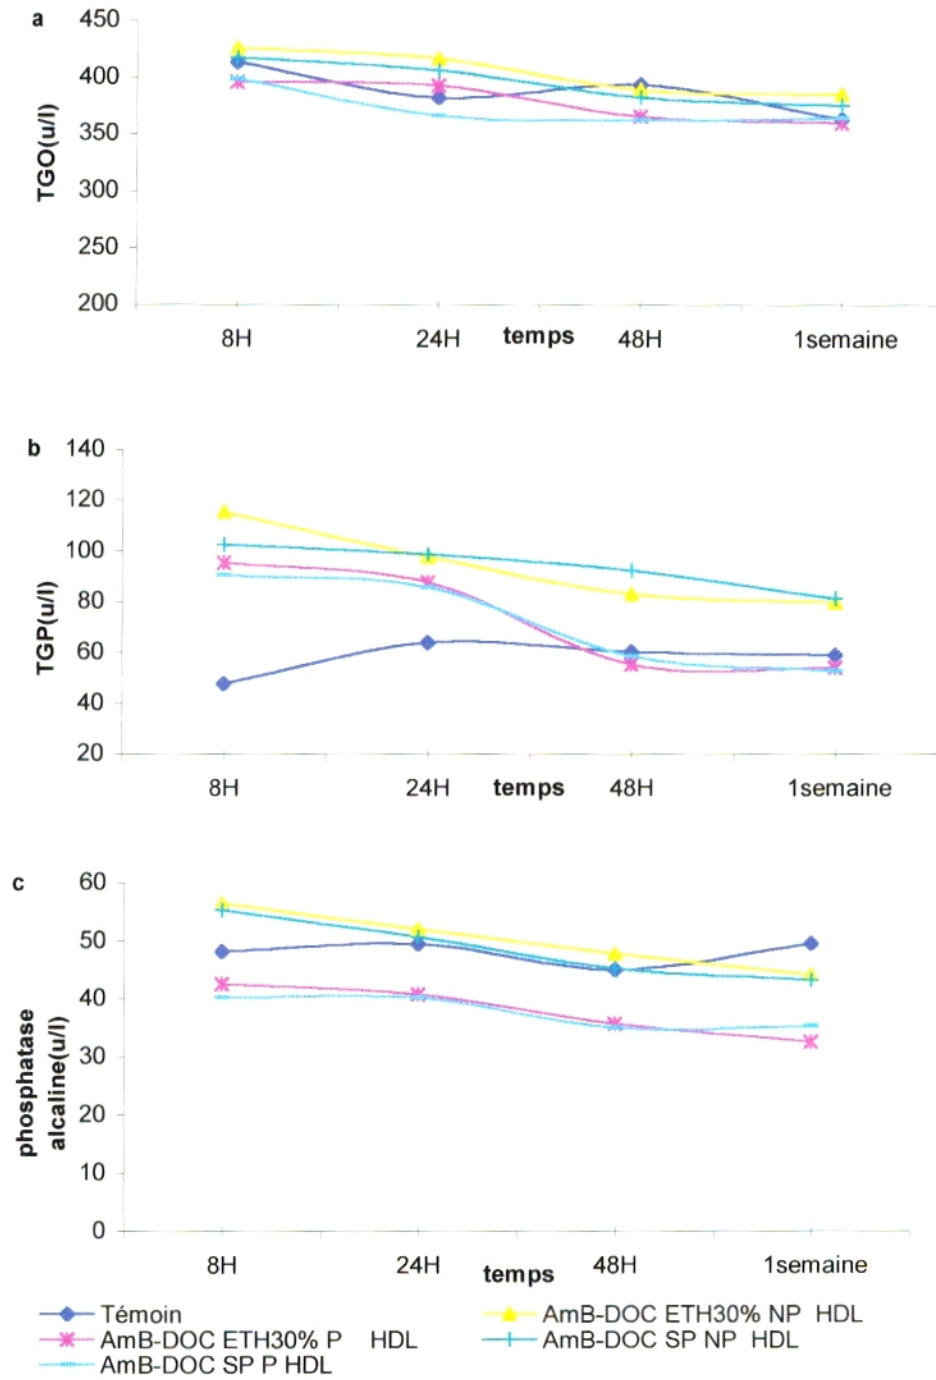 a
450
400
350
300
250
200
TGO(u/l)
8H 24H temps 48H 1semaine
b
140
120
100
80
60
40
20
TGP(u/l)
8H 24H temps 48H 1semaine
c
60
50
40
30
20
10
0
phosphatase
alcaline(u/l)
8H 24H temps 48H 1semaine
Témoin
AmB-DOC ETH30% NP HDL
AmB-DOC ETH30% P HDL
AmB-DOC SP NP HDL
AmB-DOC SP P HDL